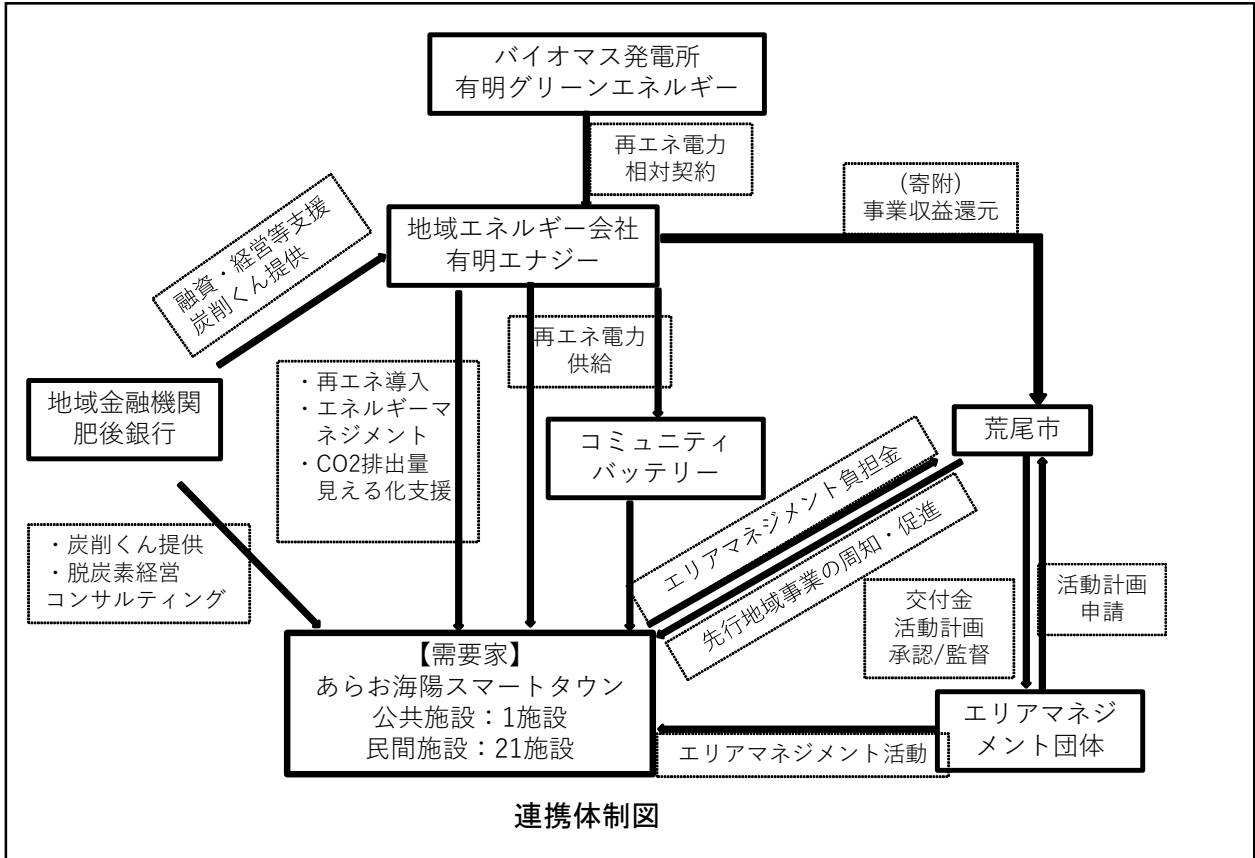 バイオマス発電所
有明グリーンエネルギー
再エネ電力
相対契約
(寄附)
事業収益還元
地域エネルギー会社
有明エナジー
融資・経営等支援
炭削くん提供
再エネ電力
供給
・再エネ導入
・エネルギーマ
ネジメント
・CO2排出量
見える化支援
地域金融機関
肥後銀行
コミュニティ
バッテリー
荒尾市
エリアマネジメント負担金
先行地域事業の周知・促進
・炭削くん提供
・脱炭素経営
コンサルティング
交付金
活動計画
承認/監督
活動計画
申請
【需要家】
あらお海陽スマートタウン
公共施設：1施設
民間施設：21施設
エリアマネジメント活動
エリアマネジ
メント団体
連携体制図